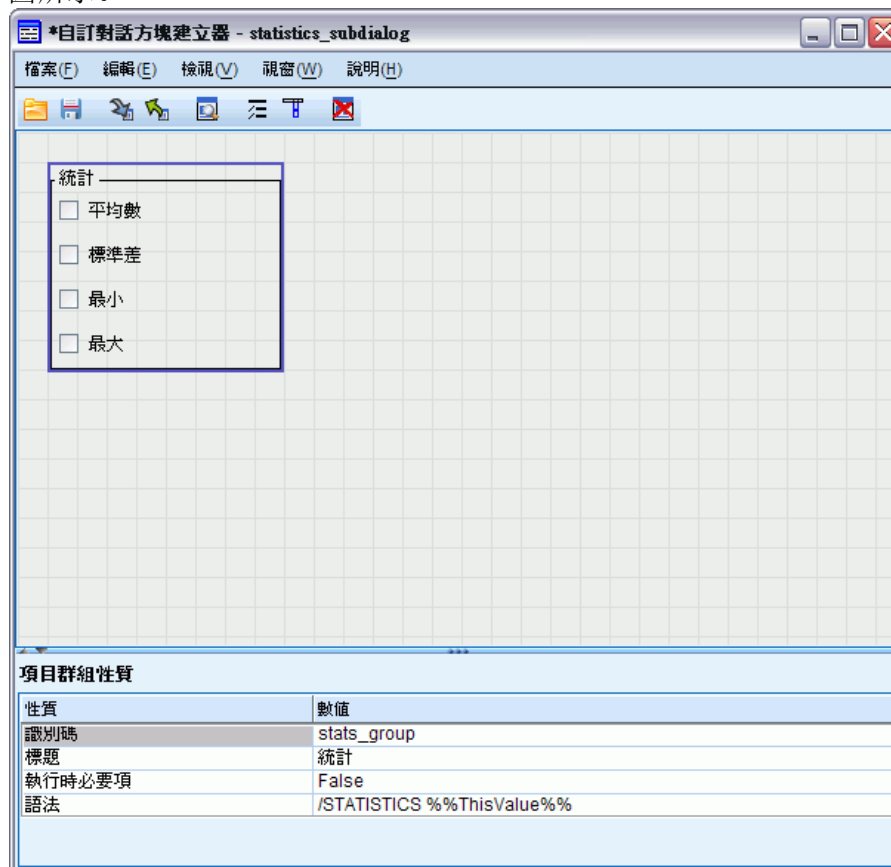 圖所示。
*自訂對話方塊建立器 - statistics_subdialog
檔案(F) 編輯(E) 檢視(V) 視窗(W) 說明(H)
統計
平均數
標準差
最小
最大
項目群組性質
性質 數值
識別碼 stats_group
標題 統計
執行時必要項 False
語法 /STATISTICS %%ThisValue%%